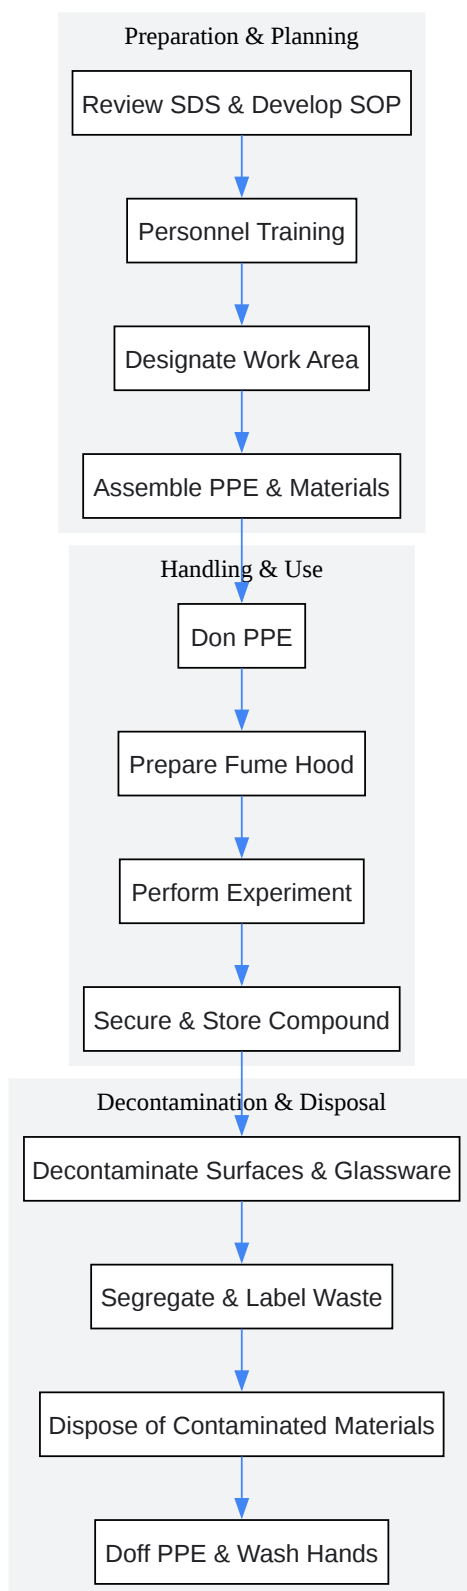 Preparation & Planning
Review SDS & Develop SOP
Personnel Training
Designate Work Area
Assemble PPE & Materials
Handling & Use
Don PPE
Prepare Fume Hood
Perform Experiment
Secure & Store Compound
Decontamination & Disposal
Decontaminate Surfaces & Glassware
Segregate & Label Waste
Dispose of Contaminated Materials
Doff PPE & Wash Hands